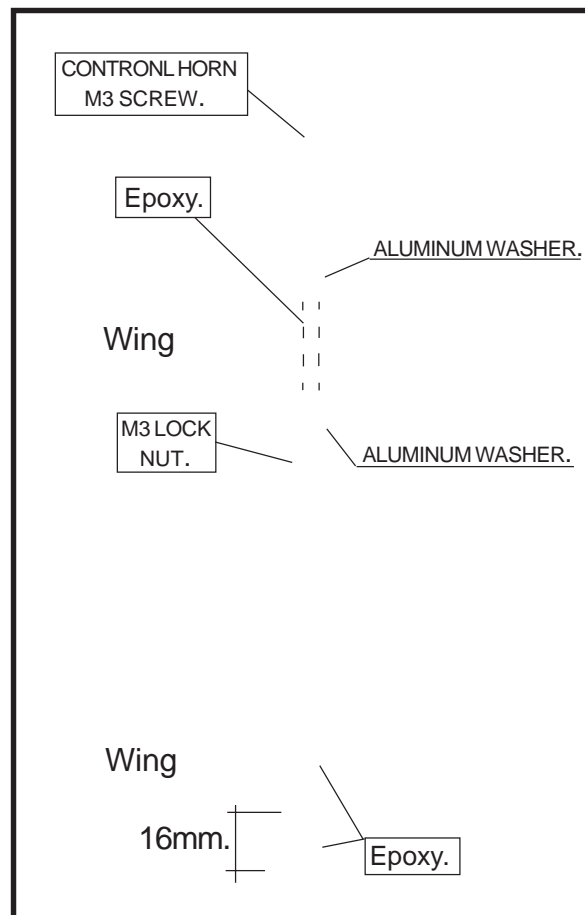 CONTRONL HORN
M3 SCREW.
Epoxy.
ALUMINUM WASHER.
Wing
M3 LOCK
NUT.
ALUMINUM WASHER.
Wing
16mm.
Epoxy.